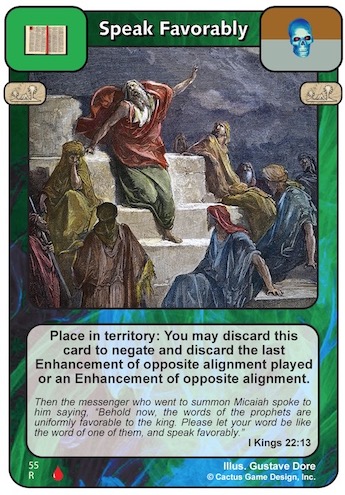 Speak Favorably
Place in territory: You may discard this
card to negate and discard the last
Enhancement of opposite alignment played
or an Enhancement of opposite alignment.
Then the messenger who went to summon Micaiah spoke to
him saying, “Behold now, the words of the prophets are
uniformly favorable to the king. Please let your word be like
the word of one of them, and speak favorably.”
I Kings 22:13
55
R
Illus. Gustave Dore
© Cactus Game Design, Inc.